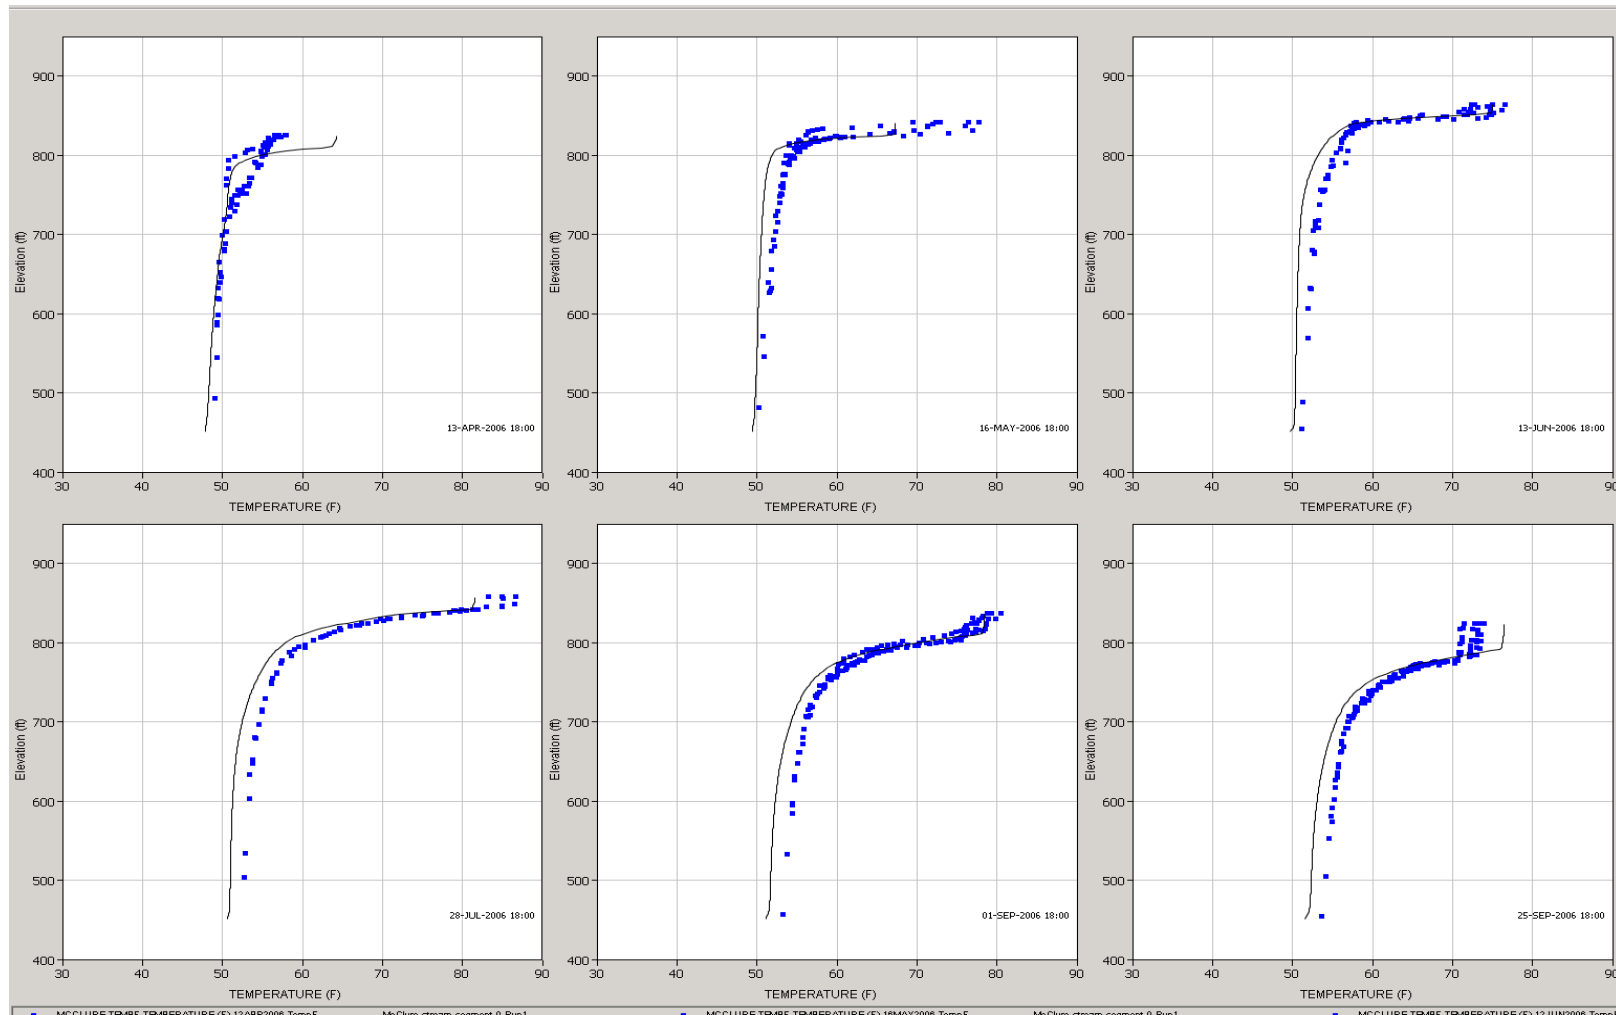 900
800
700
600
500
400
Elevation (ft)
13-APR-2006 18:00
30 40 50 60 70 80 90
TEMPERATURE (F)
900
800
700
600
500
400
Elevation (ft)
16-MAY-2006 18:00
30 40 50 60 70 80 90
TEMPERATURE (F)
900
800
700
600
500
400
Elevation (ft)
13-JUN-2006 18:00
30 40 50 60 70 80 90
TEMPERATURE (F)
900
800
700
600
500
400
Elevation (ft)
28-JUL-2006 18:00
30 40 50 60 70 80 90
TEMPERATURE (F)
900
800
700
600
500
400
Elevation (ft)
01-SEP-2006 18:00
30 40 50 60 70 80 90
TEMPERATURE (F)
900
800
700
600
500
400
Elevation (ft)
25-SEP-2006 18:00
30 40 50 60 70 80 90
TEMPERATURE (F)